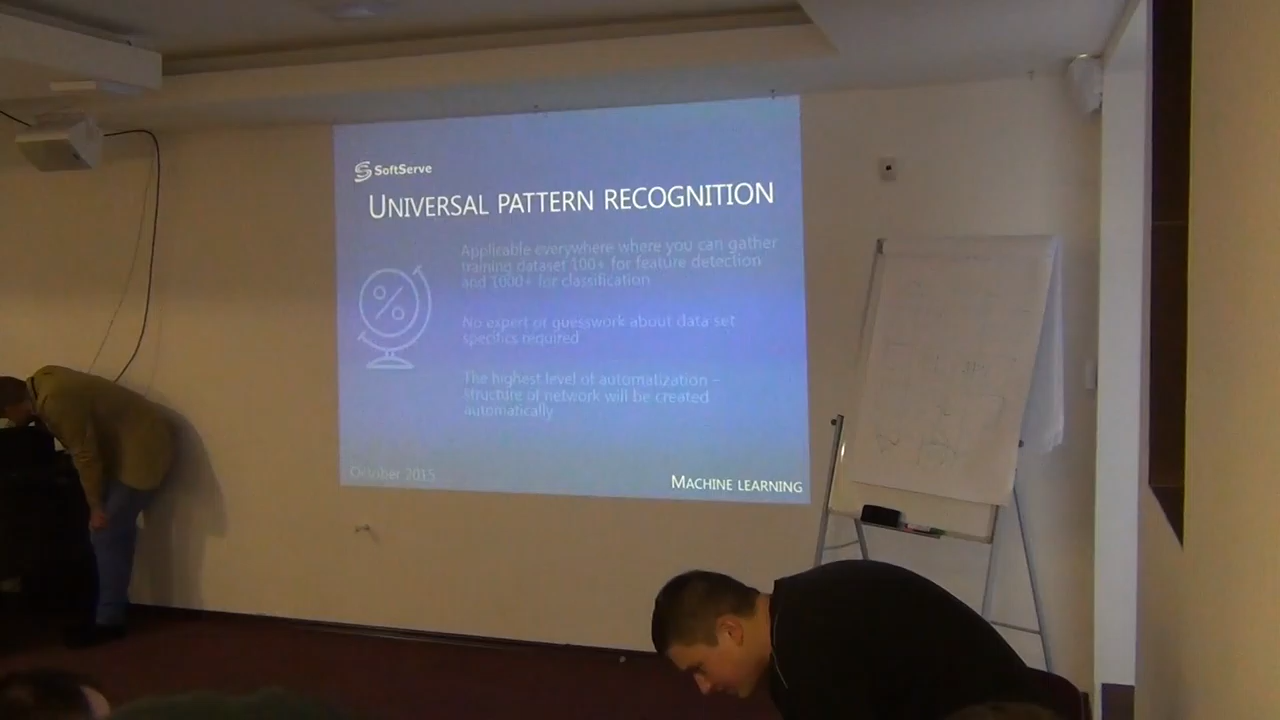 SoftServe
UNIVERSAL PATTERN RECOGNITION
Applicable everywhere where you can gather
training dataset 100+ for feature detection
and 1000+ for classification
No expert or guesswork about data set
specifics required
The highest level of automalization –
structure of network will be created
automatically
October 2015
MACHINE LEARNING